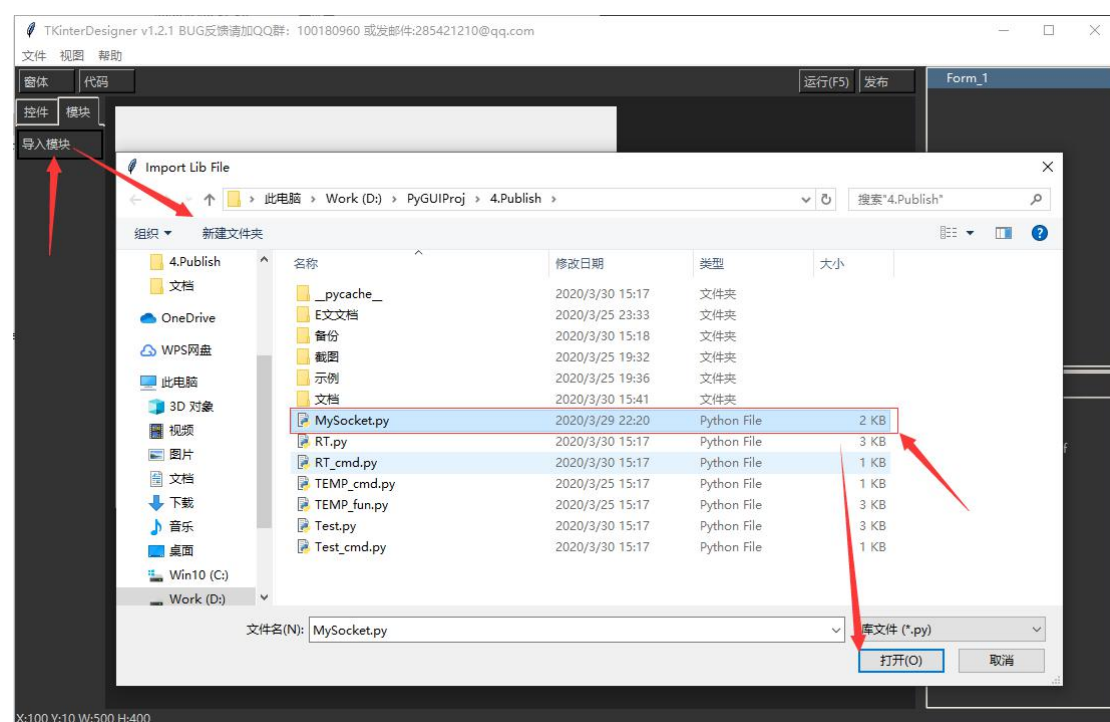 TKinterDesigner v1.2.1 BUG反馈请加QQ群：100180960 或发邮件:285421210@qq.com
文件 视图 帮助
窗体 代码 运行(F5) 发布 Form_1
控件 模块
导入模块
Import Lib File
此电脑 > Work (D:) > PyGUIProj > 4.Publish > 搜索"4.Publish"
组织 新建文件夹
4.Publish 名称 修改日期 类型 大小
文档 __pycache__ 2020/3/30 15:17 文件夹
OneDrive E文文档 2020/3/25 23:33 文件夹
备份 2020/3/30 15:18 文件夹
WPS网盘 截图 2020/3/25 19:32 文件夹
此电脑 示例 2020/3/25 19:36 文件夹
文档 2020/3/30 15:41 文件夹
3D 对象 MySocket.py 2020/3/29 22:20 Python File 2 KB
视频 RT.py 2020/3/30 15:17 Python File 3 KB
图片 RT_cmd.py 2020/3/30 15:17 Python File 1 KB
文档 TEMP_cmd.py 2020/3/25 15:17 Python File 1 KB
下载 TEMP_fun.py 2020/3/25 15:17 Python File 3 KB
音乐 Test.py 2020/3/30 15:17 Python File 3 KB
桌面 Test_cmd.py 2020/3/30 15:17 Python File 1 KB
Win10 (C:)
Work (D:)
文件名(N): MySocket.py 库文件 (*.py)
打开(O) 取消
X:100 Y:10 W:500 H:400